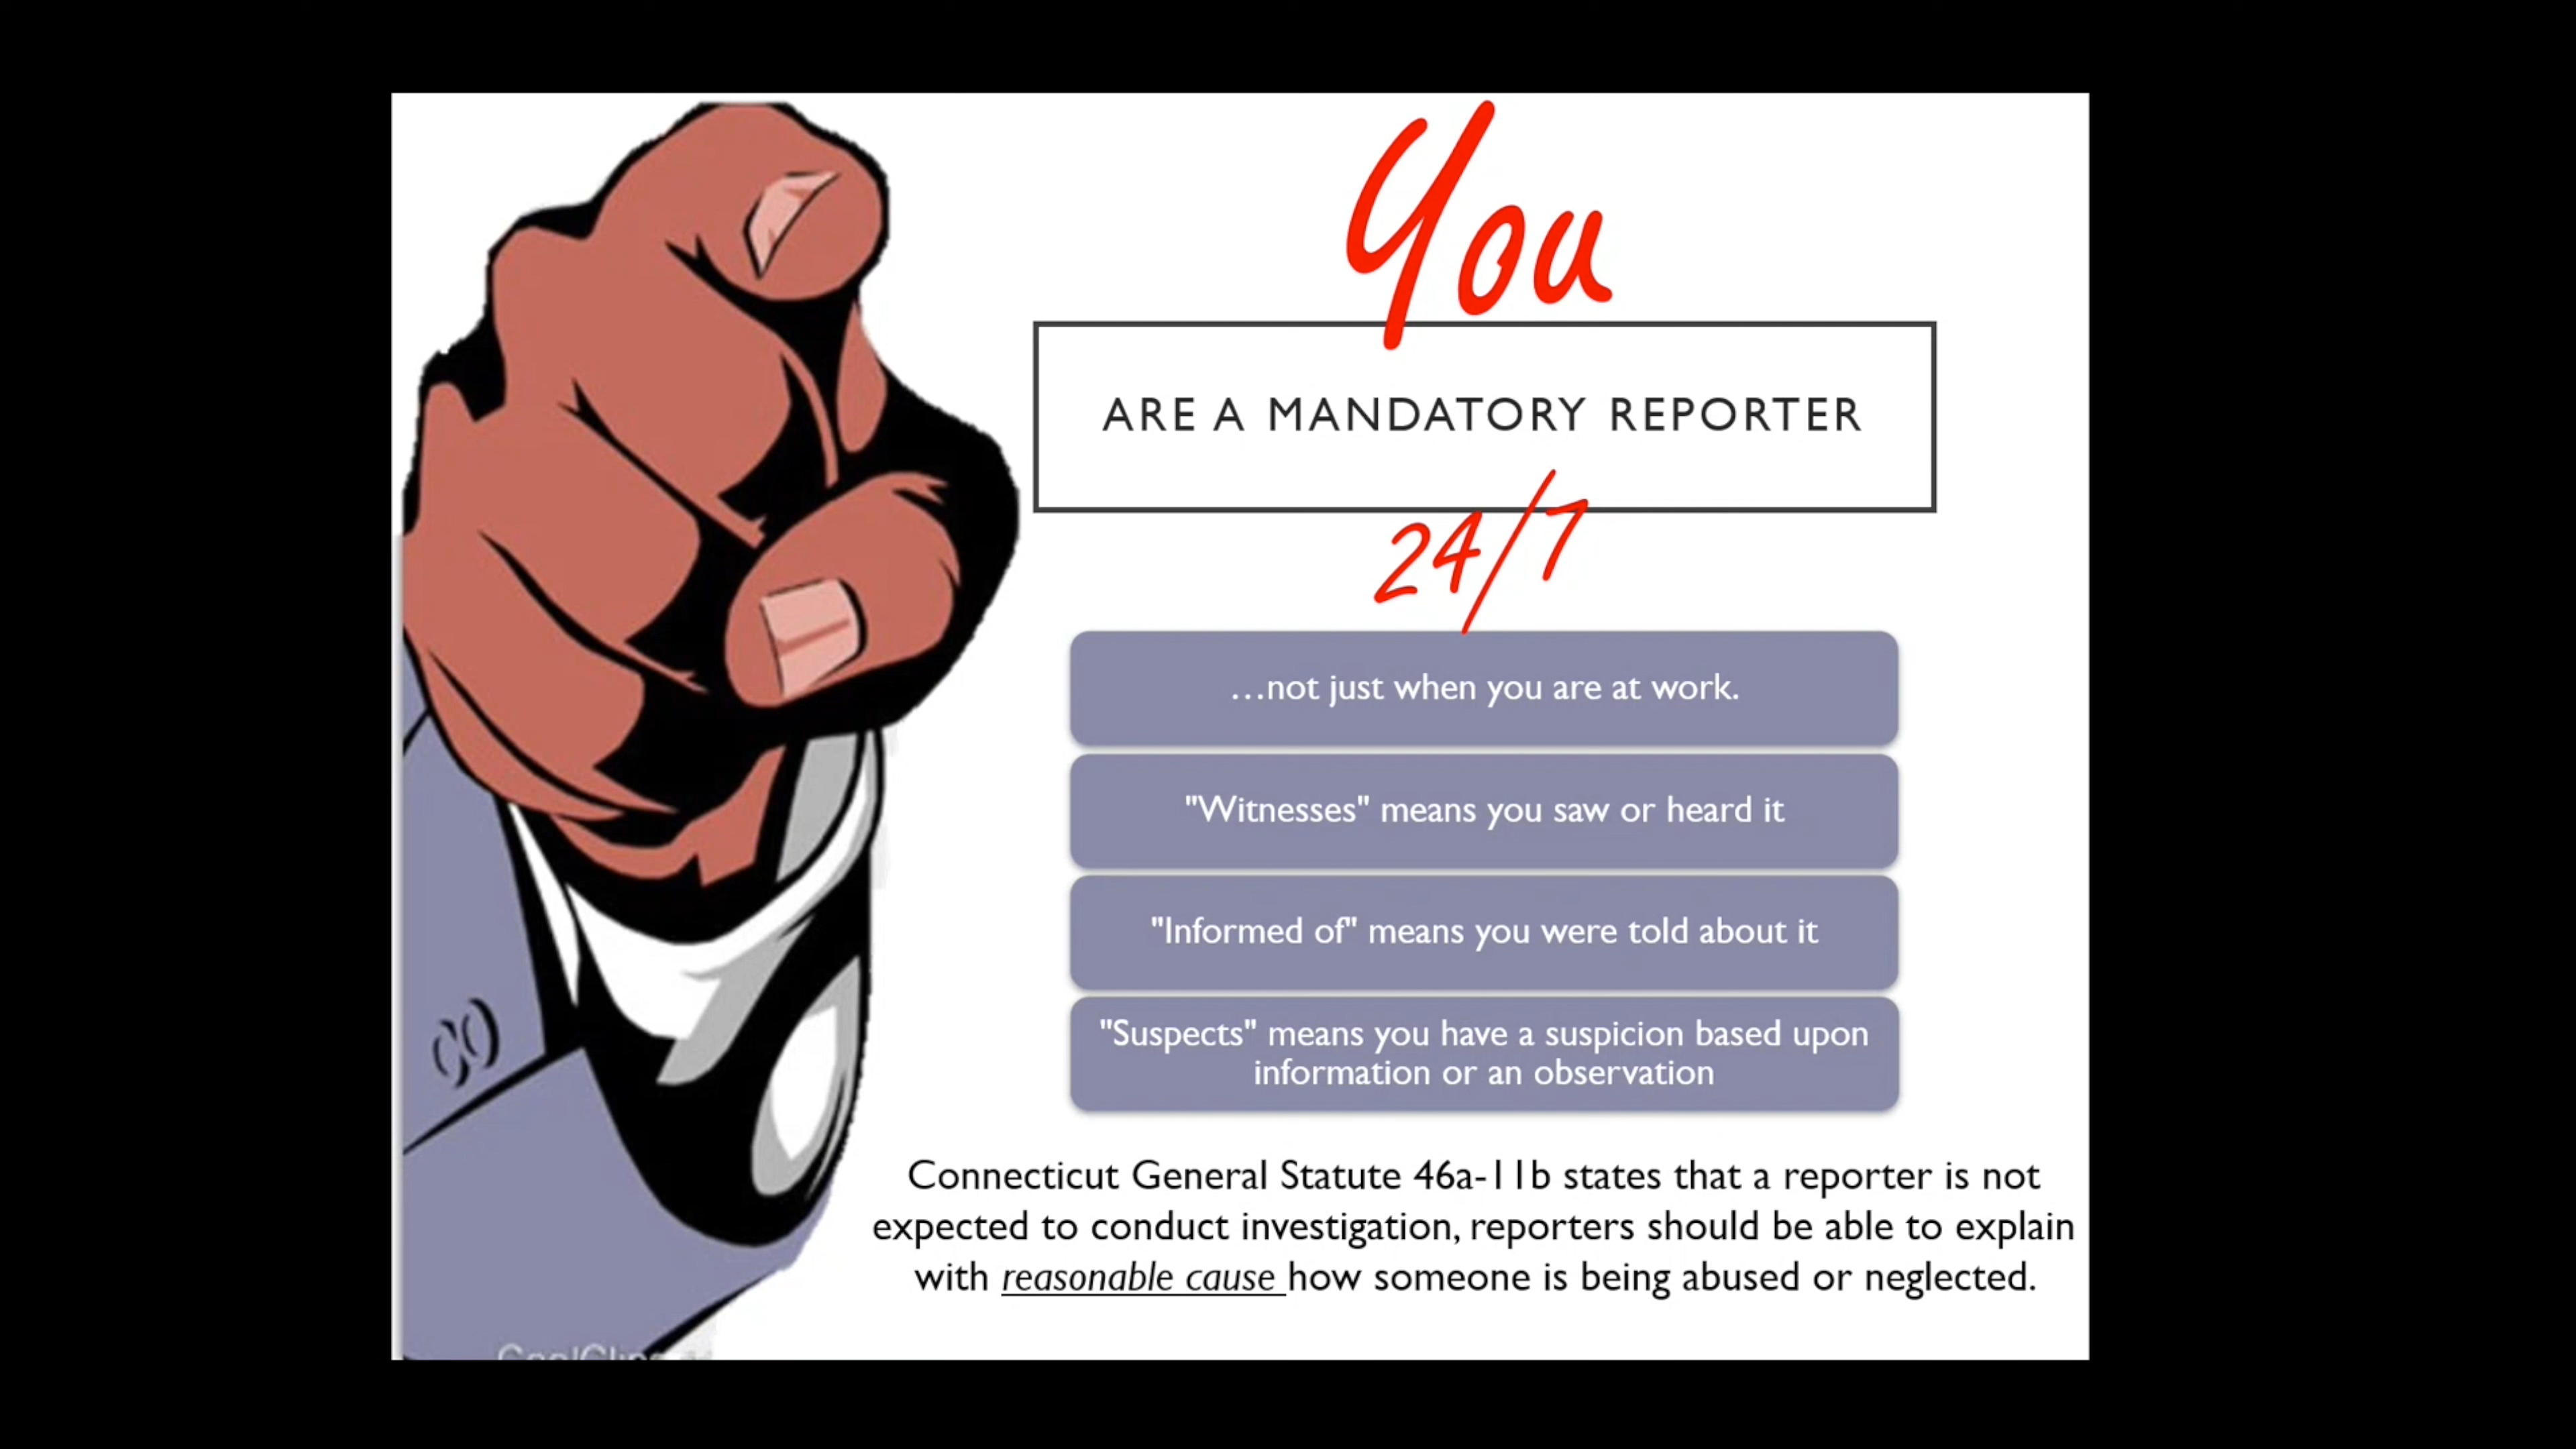 You
ARE A MANDATORY REPORTER
24/7
...not just when you are at work.
"Witnesses" means you saw or heard it
"Informed of" means you were told about it
"Suspects" means you have a suspicion based upon
information or an observation
Connecticut General Statute 46a-11b states that a reporter is not
expected to conduct investigation, reporters should be able to explain
with reasonable cause how someone is being abused or neglected.